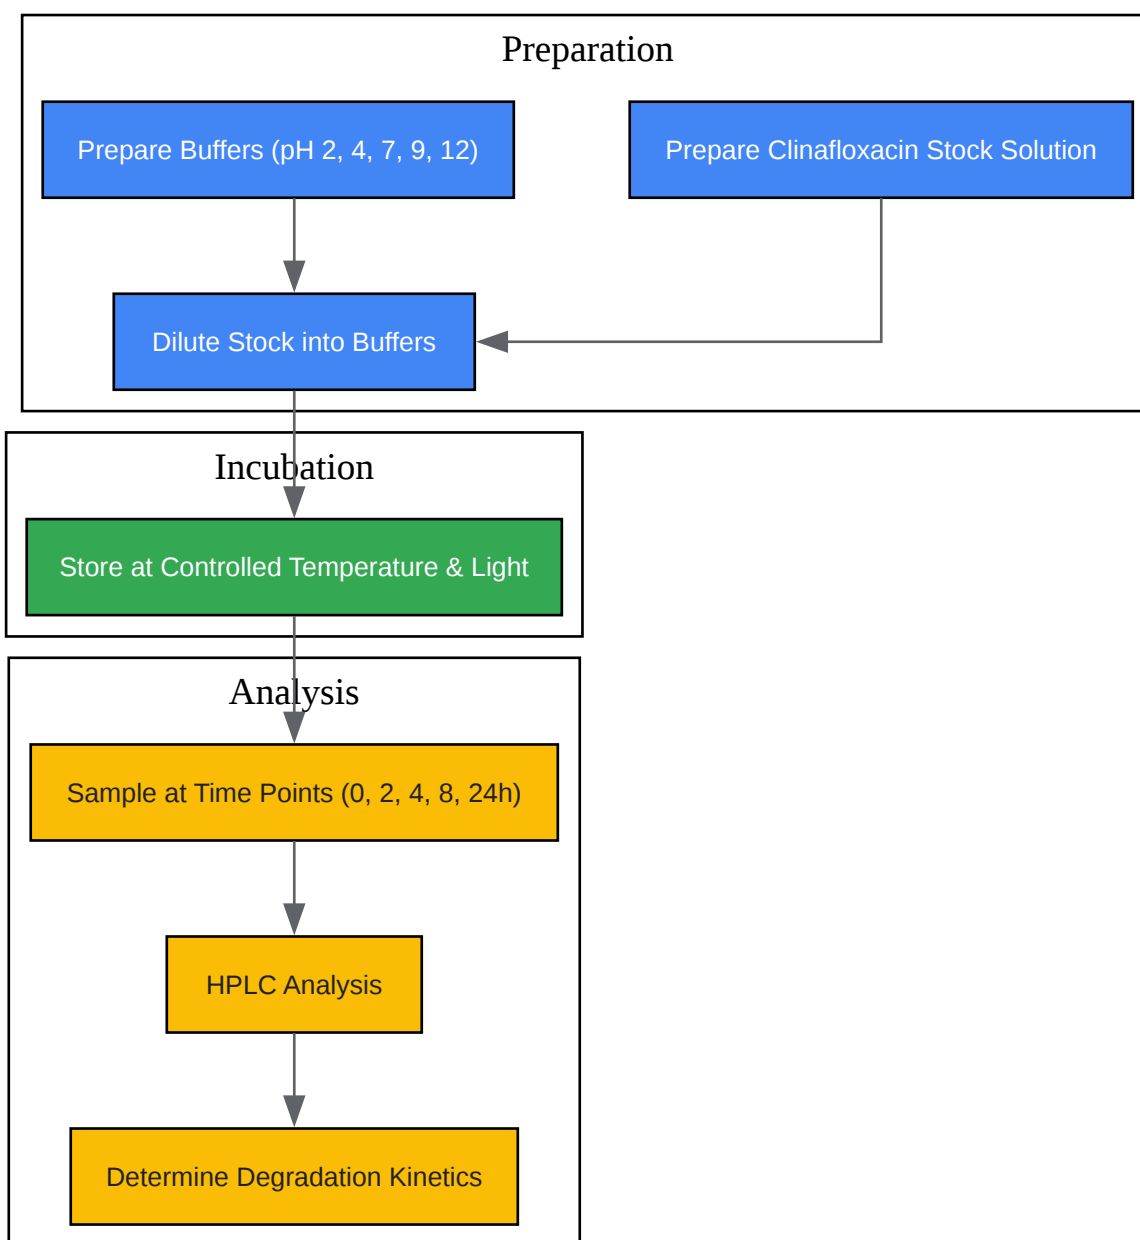 Preparation
Prepare Buffers (pH 2, 4, 7, 9, 12)
Prepare Clinafloxacin Stock Solution
Dilute Stock into Buffers
Incubation
Store at Controlled Temperature & Light
Analysis
Sample at Time Points (0, 2, 4, 8, 24h)
HPLC Analysis
Determine Degradation Kinetics